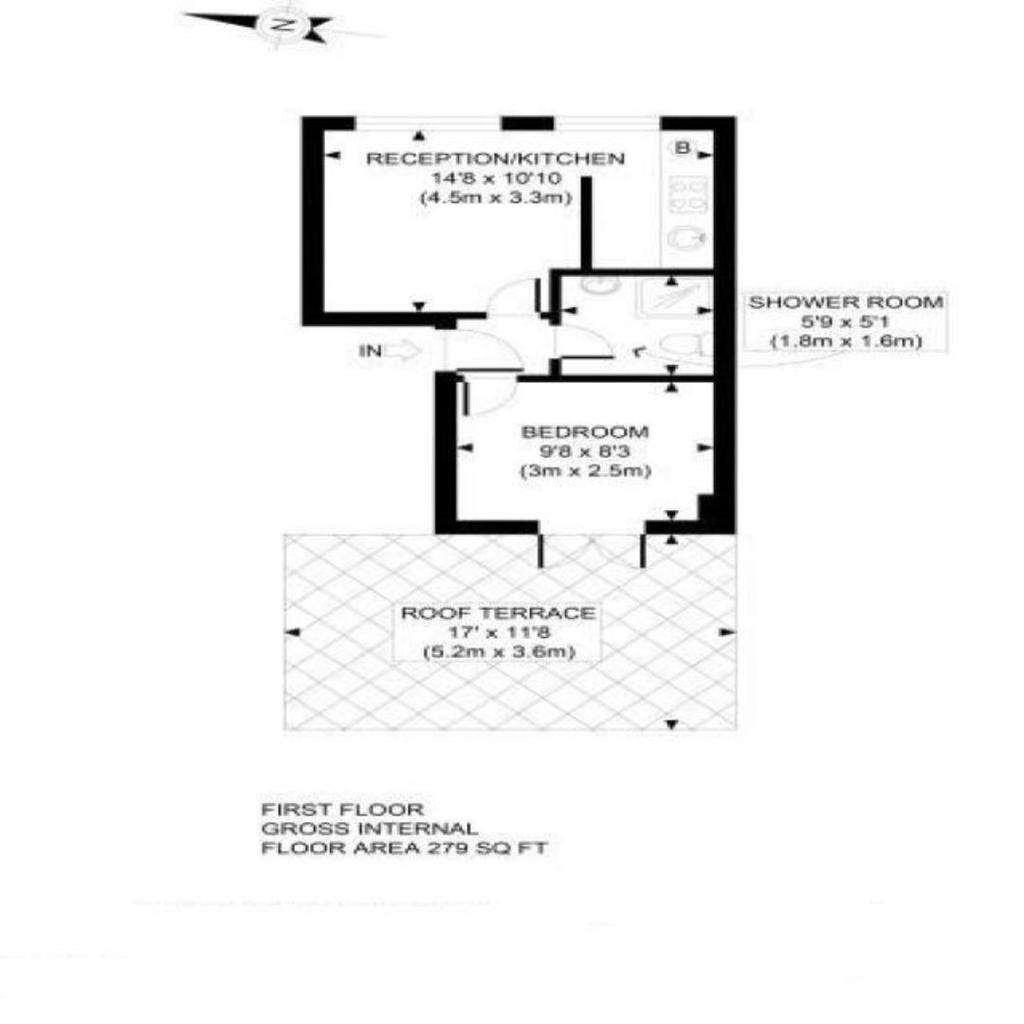 N
RECEPTION/KITCHEN
14'8 x 10'10
(4.5m x 3.3m)
B
SHOWER ROOM
5'9 x 5'1
(1.8m x 1.6m)
IN
BEDROOM
9'8 x 8'3
(3m x 2.5m)
ROOF TERRACE
17' x 11'8
(5.2m x 3.6m)
FIRST FLOOR
GROSS INTERNAL
FLOOR AREA 279 SQ FT